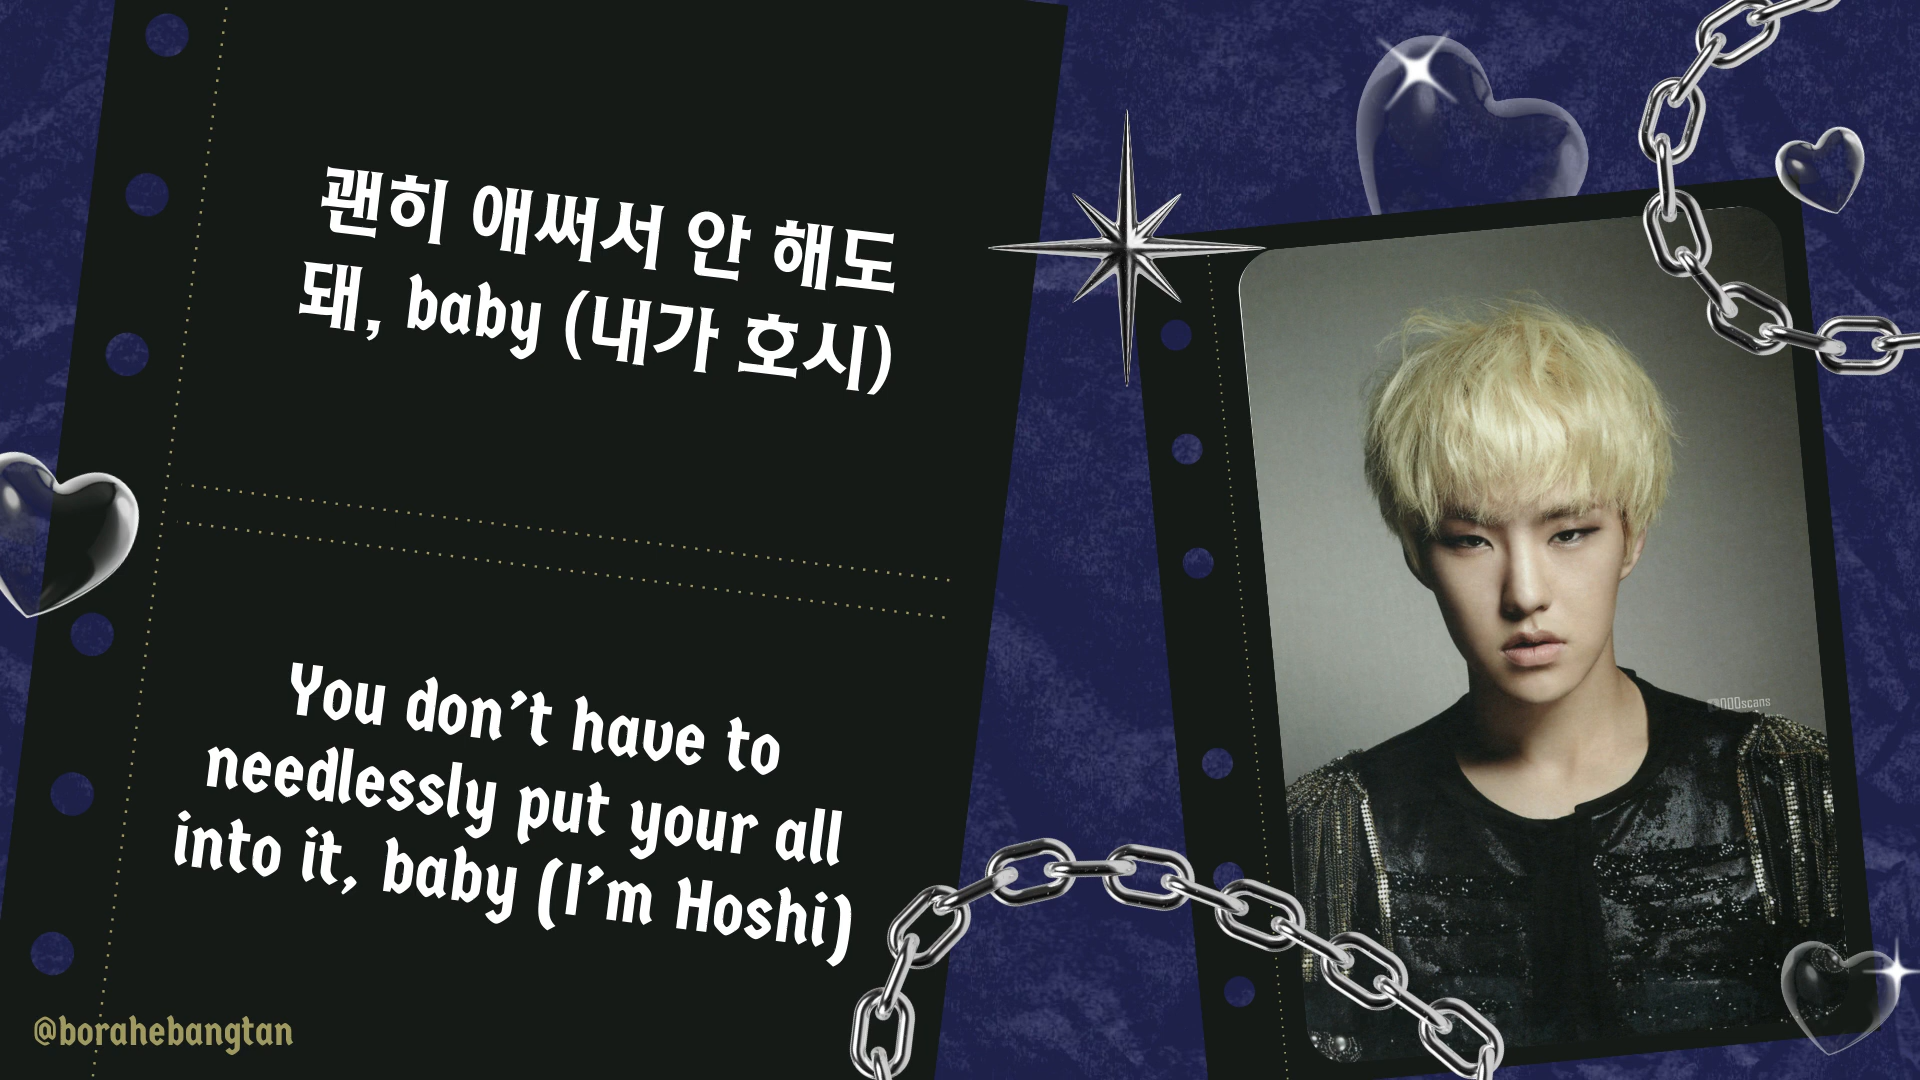 괜히 애써서 안 해도
돼, baby (내가 호시)
You don't have to
needlessly put your all
into it, baby (I'm Hoshi)
@borahebangtan